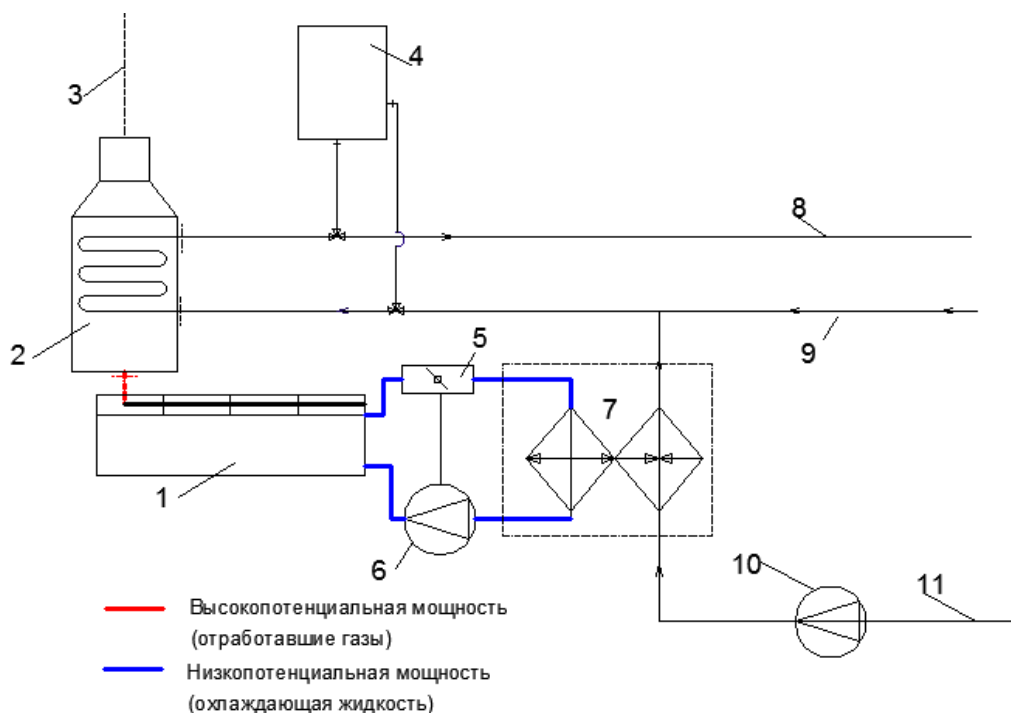 3
4
8
2
5
9
7
1
6
10
11
Высокопотенциальная мощность
(отработавшие газы)
Низкопотенциальная мощность
(охлаждающая жидкость)